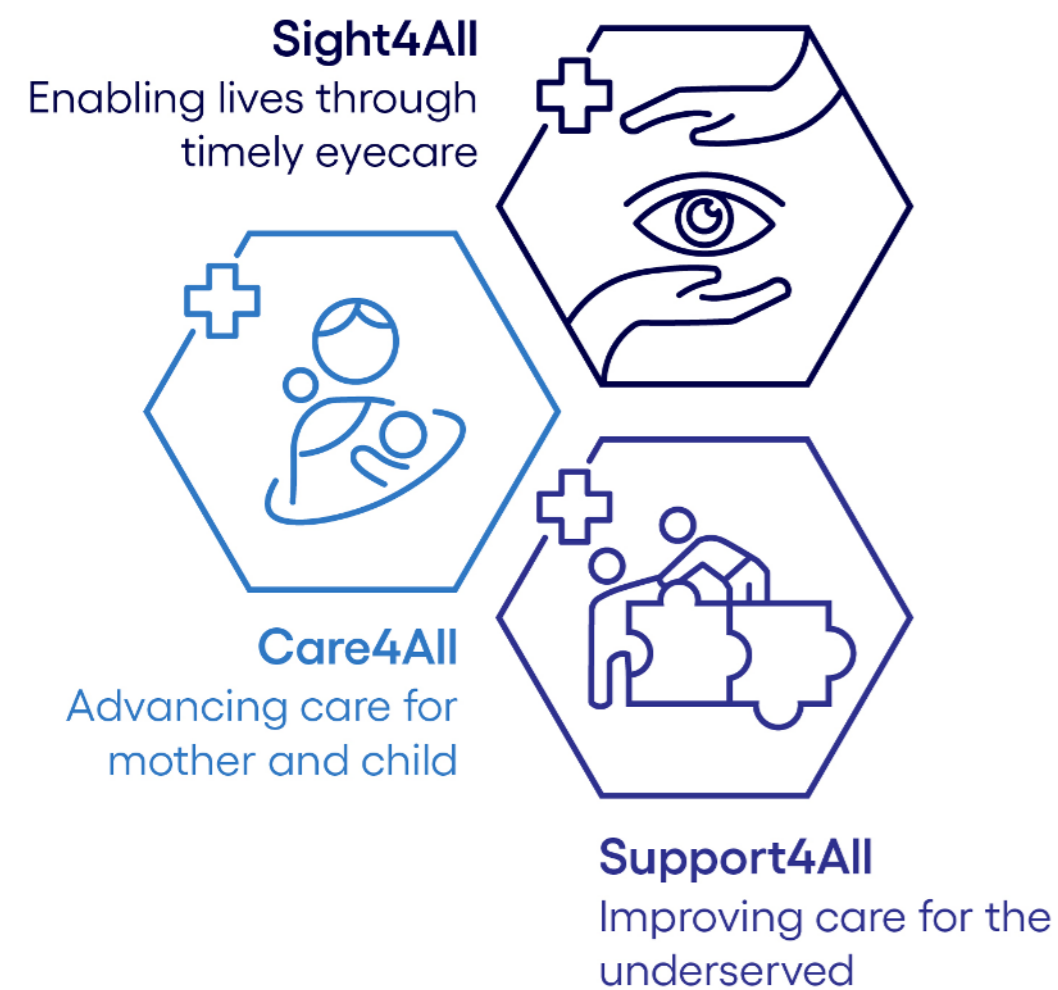 Sight4All
Enabling lives through
timely eyecare
Care4All
Advancing care for
mother and child
Support4All
Improving care for the
underserved